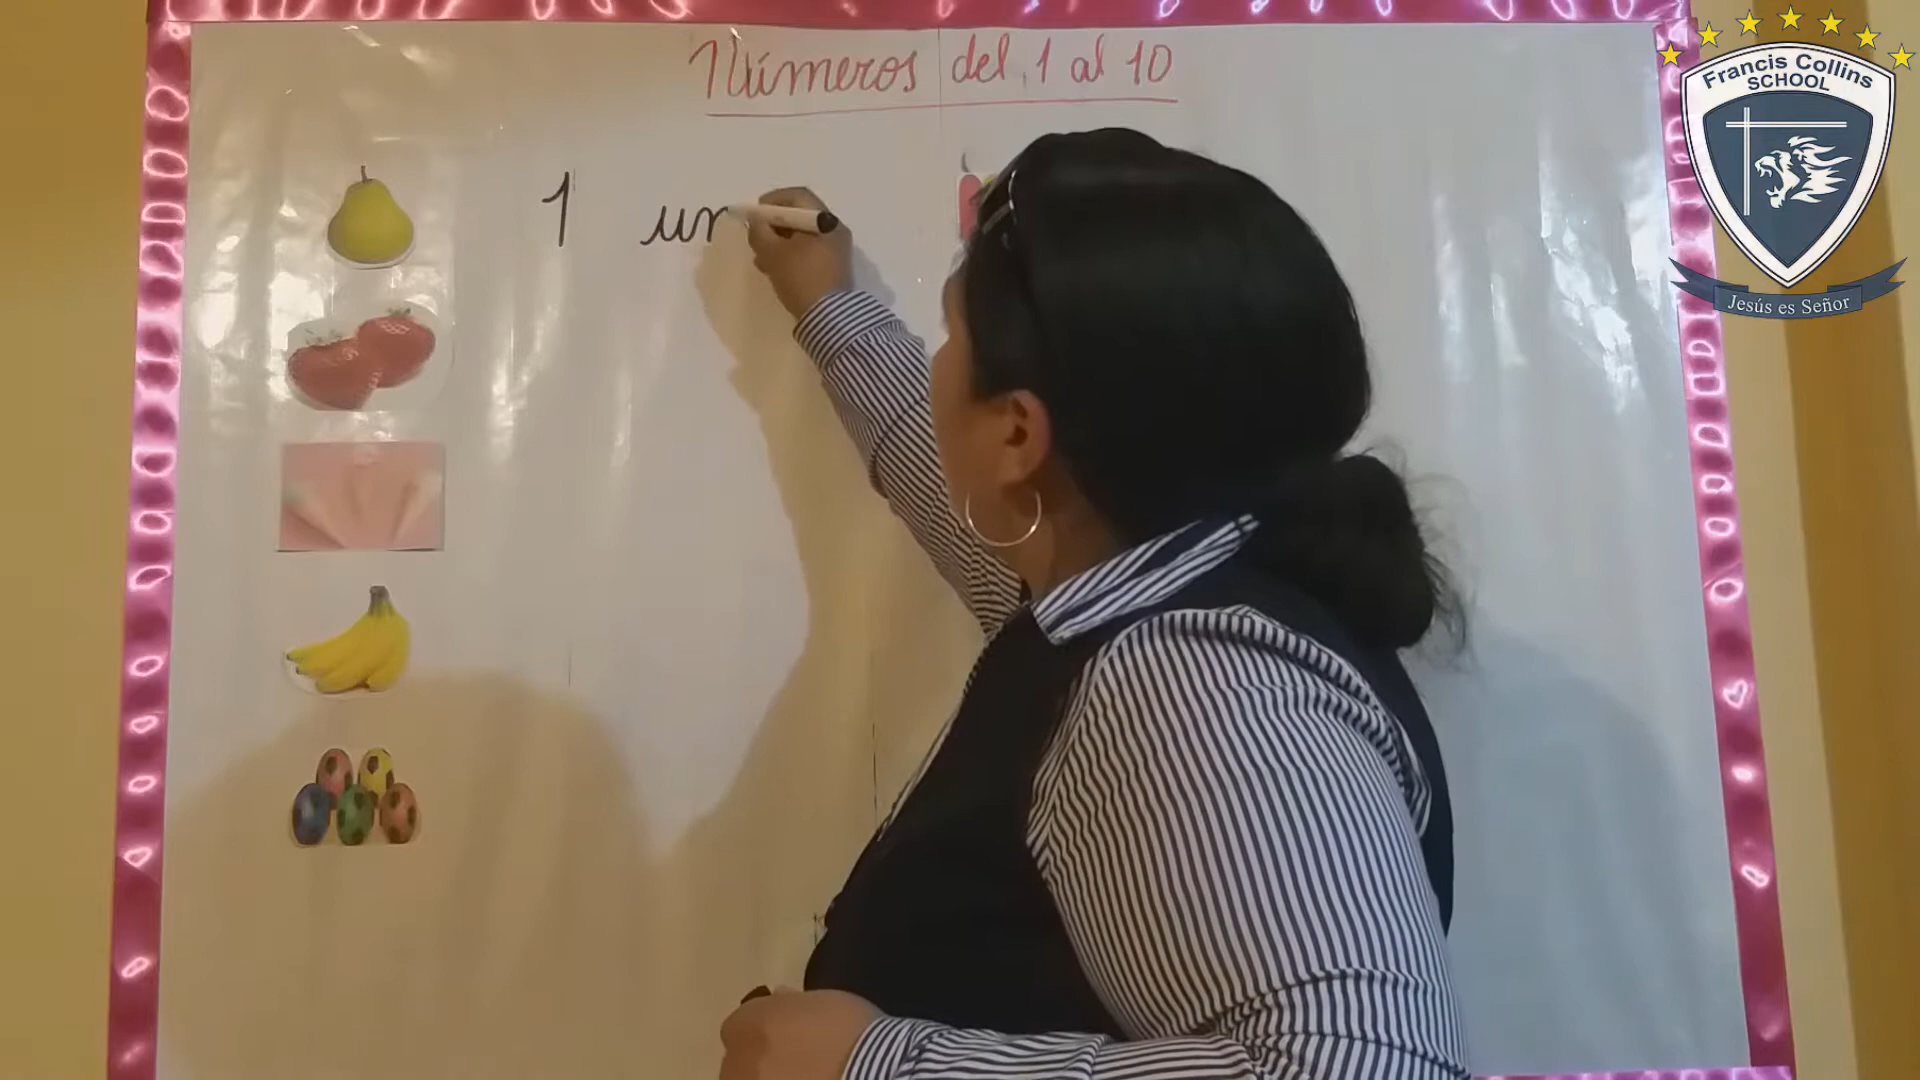 Números del 1 al 10
1 un
Francis Collins
SCHOOL
Jesús es Señor